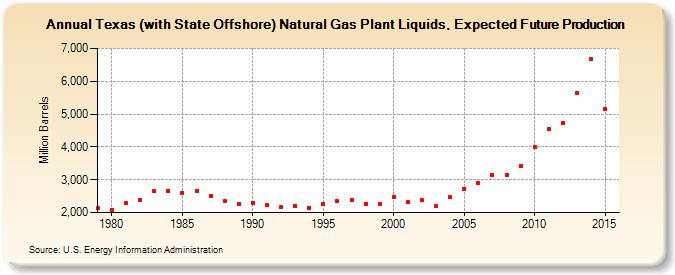 Annual Texas (with State Offshore) Natural Gas Plant Liquids, Expected Future Production
Million Barrels
7,000
6,000
5,000
4,000
3,000
2,000
1980 1985 1990 1995 2000 2005 2010 2015
Source: U.S. Energy Information Administration